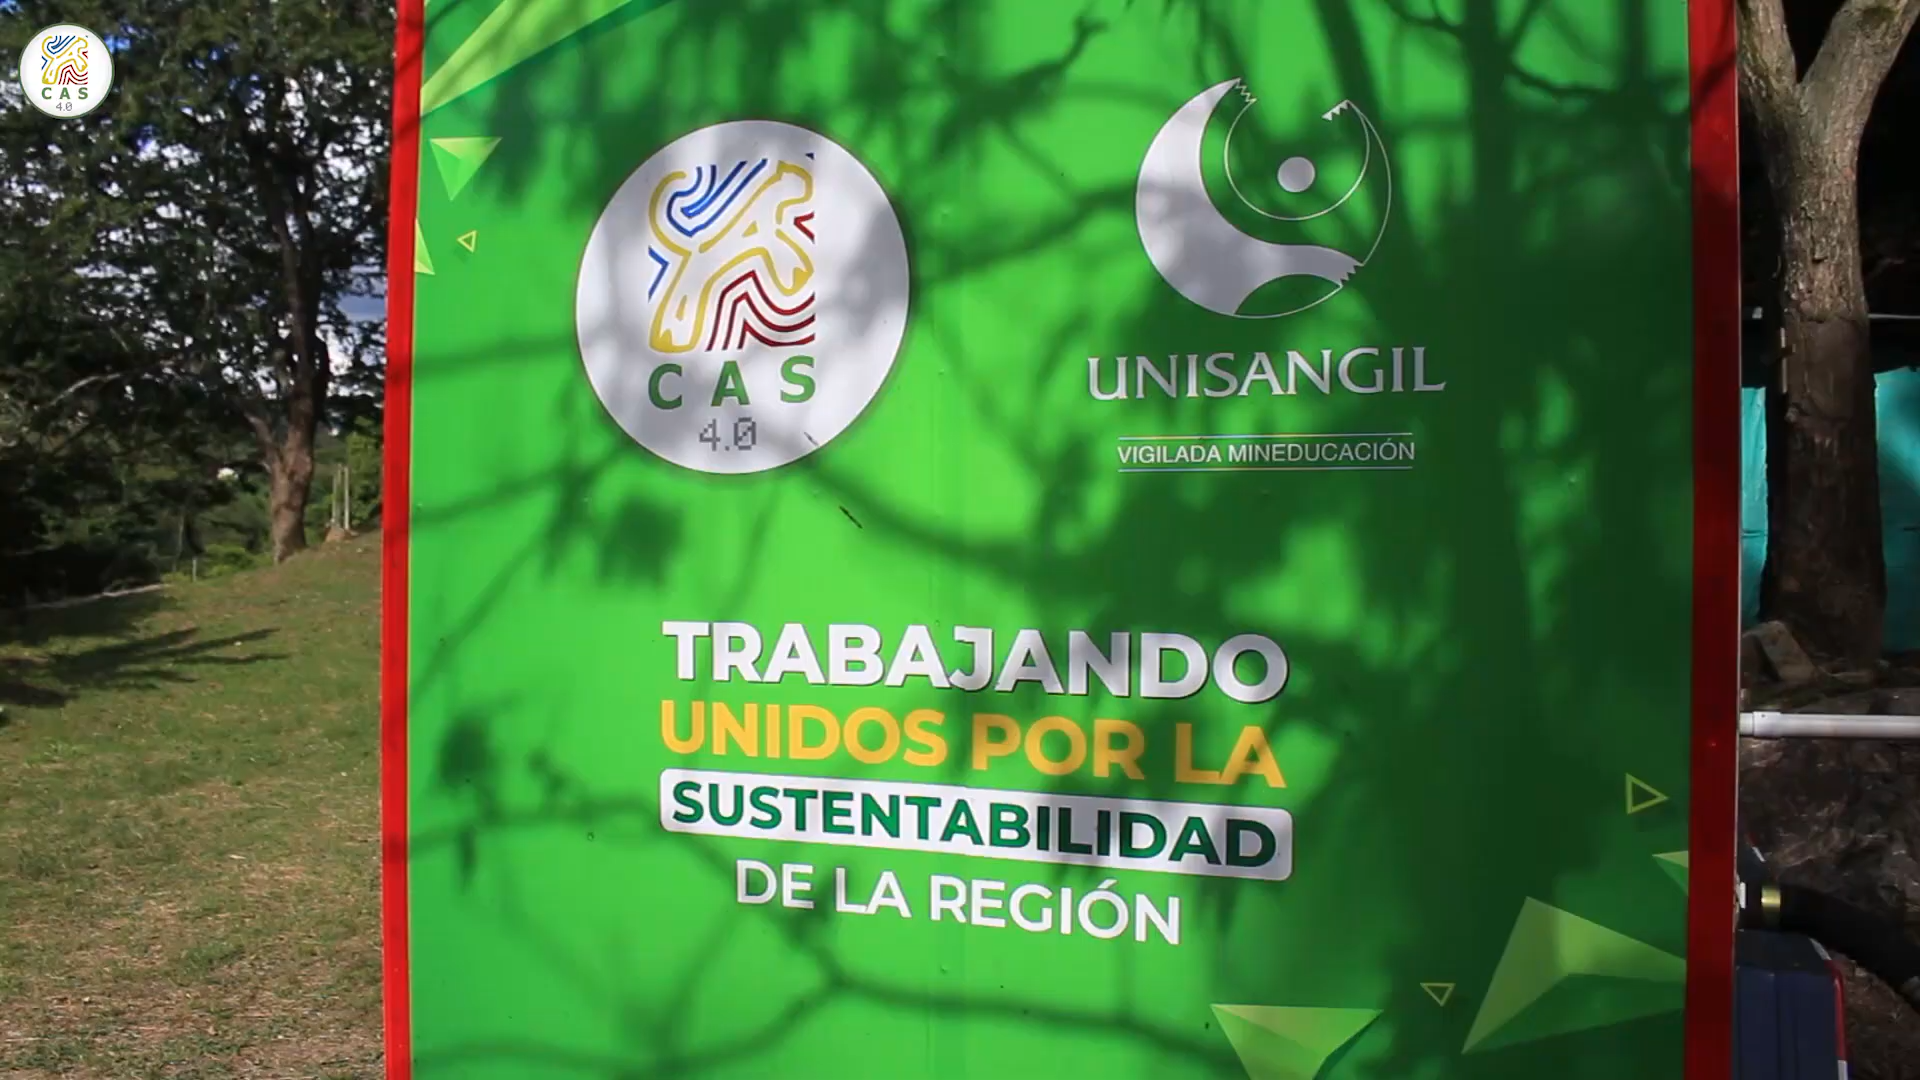 CAS
4.0
CAS
4.0
UNISANGIL
VIGILADA MINEDUCACIÓN
TRABAJANDO
UNIDOS POR LA
SUSTENTABILIDAD
DE LA REGIÓN